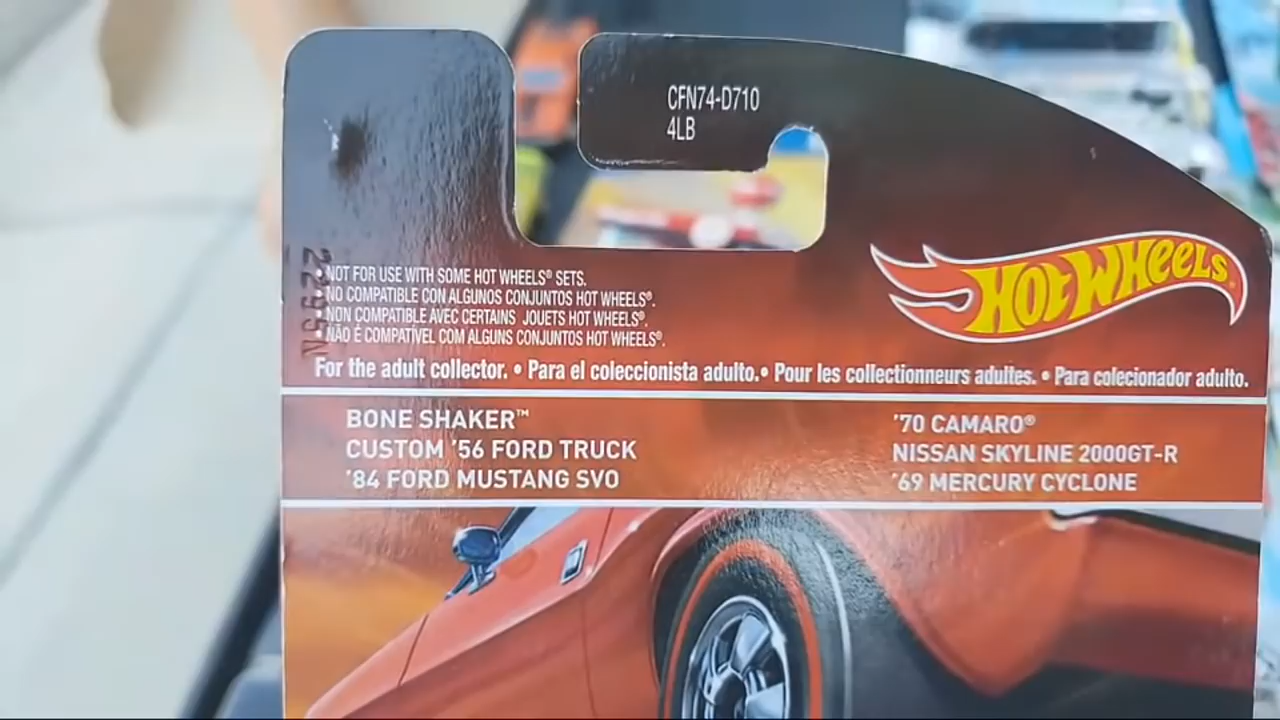 CFN74-D710
4LB
HOT WHEELS
• NOT FOR USE WITH SOME HOT WHEELS® SETS.
• NO COMPATIBLE CON ALGUNOS CONJUNTOS HOT WHEELS®.
• NON COMPATIBLE AVEC CERTAINS JOUETS HOT WHEELS®.
• NÃO É COMPATÍVEL COM ALGUNS CONJUNTOS HOT WHEELS®.
For the adult collector. • Para el coleccionista adulto. • Pour les collectionneurs adultes. • Para colecionador adulto.
BONE SHAKER™
CUSTOM '56 FORD TRUCK
'84 FORD MUSTANG SVO
'70 CAMARO®
NISSAN SKYLINE 2000GT-R
'69 MERCURY CYCLONE